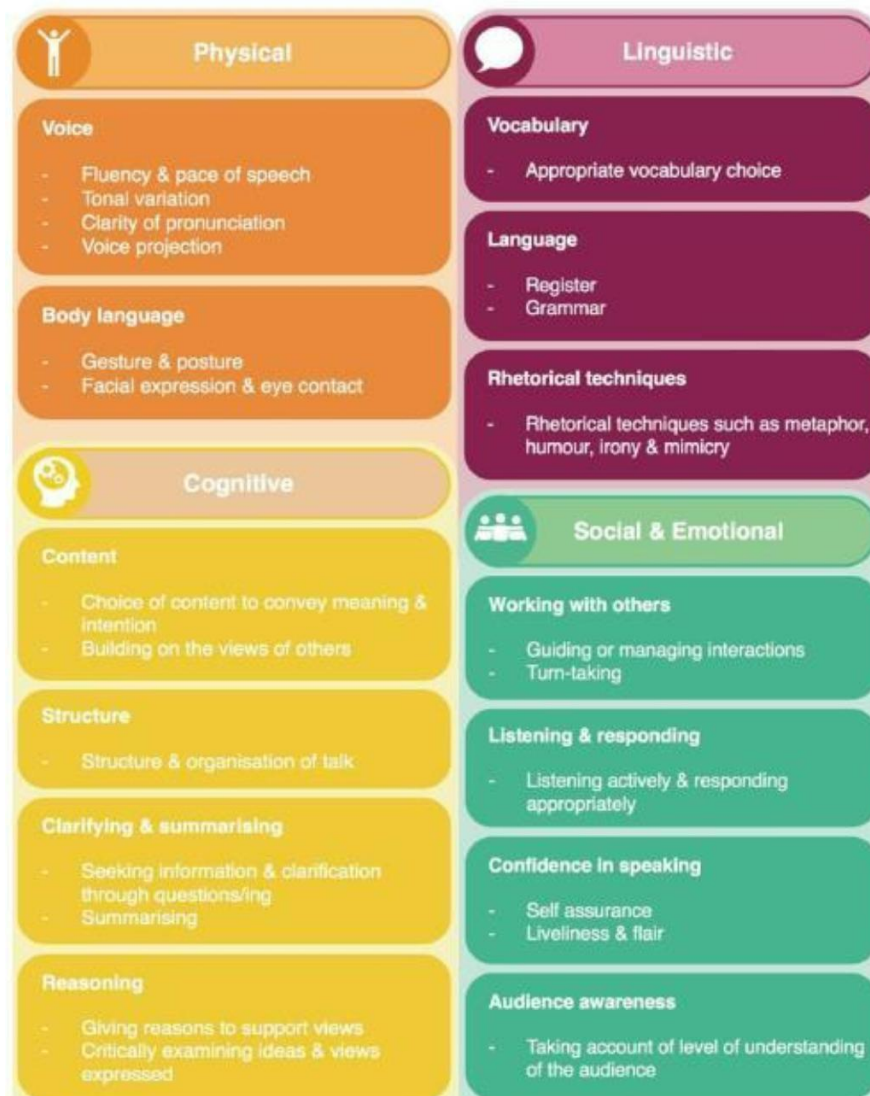 Physical
Voice
- Fluency & pace of speech
- Tonal variation
- Clarity of pronunciation
- Voice projection
Body language
- Gesture & posture
- Facial expression & eye contact
Cognitive
Content
- Choice of content to convey meaning &
intention
- Building on the views of others
Structure
- Structure & organisation of talk
Clarifying & summarising
- Seeking information & clarification
through questions/ing
- Summarising
Reasoning
- Giving reasons to support views
- Critically examining ideas & views
expressed
Linguistic
Vocabulary
- Appropriate vocabulary choice
Language
- Register
- Grammar
Rhetorical techniques
- Rhetorical techniques such as metaphor,
humour, irony & mimicry
Social & Emotional
Working with others
- Guiding or managing interactions
- Turn-taking
Listening & responding
- Listening actively & responding
appropriately
Confidence in speaking
- Self assurance
- Liveliness & flair
Audience awareness
- Taking account of level of understanding
of the audience